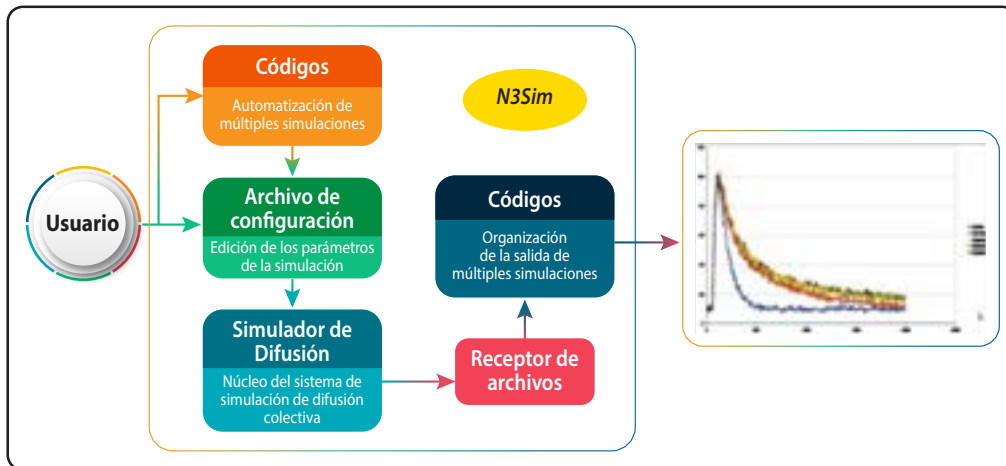 Códigos
Automatización de
múltiples simulaciones
N3Sim
Usuario
Archivo de
configuración
Edición de los parámetros
de la simulación
Códigos
Organización
de la salida de
múltiples simulaciones
Simulador de
Difusión
Núcleo del sistema de
simulación de difusión
colectiva
Receptor de
archivos